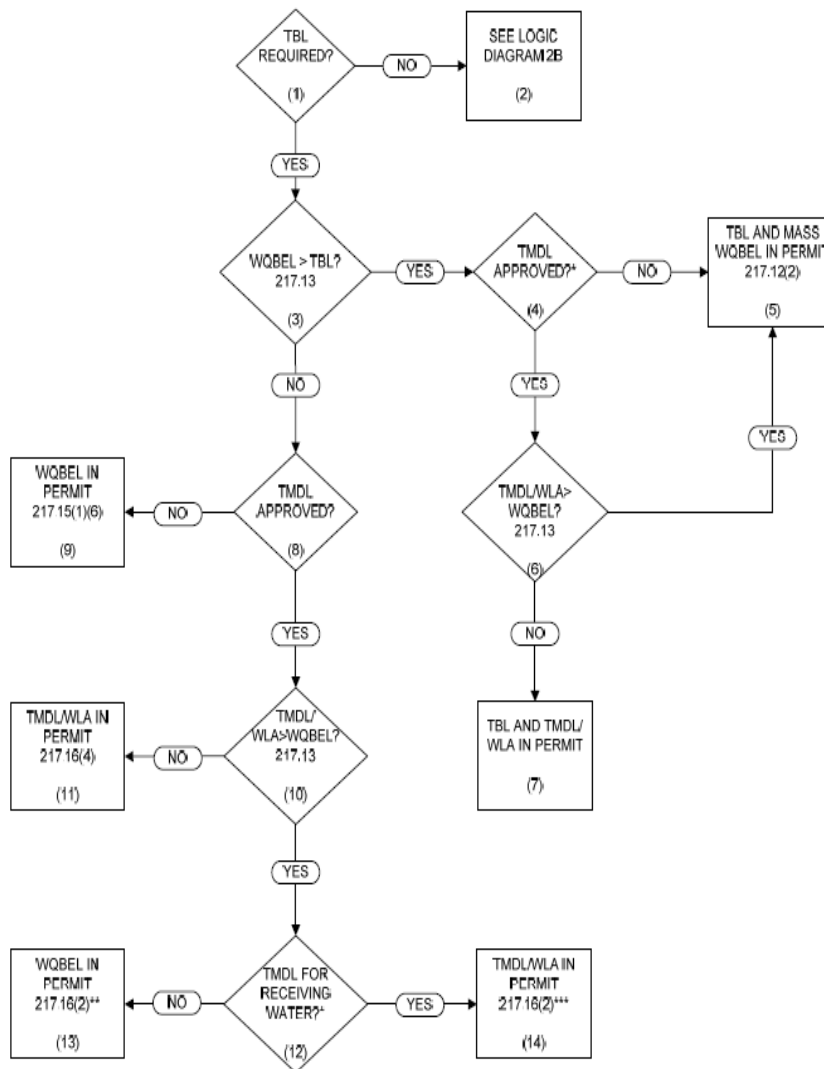 TBL
REQUIRED?
(1)
NO
SEE LOGIC
DIAGRAM 2B
(2)
YES
WQBEL > TBL?
217.13
(3)
YES
TMDL
APPROVED?*
(4)
NO
TBL AND MASS
WQBEL IN PERMIT
217.12(2)
(5)
NO
YES
YES
WQBEL IN
PERMIT
217.15(1)(6)
(9)
NO
TMDL
APPROVED?
(8)
TMDL/WLA>
WQBEL?
217.13
(6)
YES
NO
TMDL/WLA IN
PERMIT
217.16(4)
(11)
NO
TMDL/
WLA>WQBEL?
217.13
(10)
TBL AND TMDL/
WLA IN PERMIT
(7)
YES
WQBEL IN
PERMIT
217.16(2)**
(13)
NO
TMDL FOR
RECEIVING
WATER?*
(12)
YES
TMDL/WLA IN
PERMIT
217.16(2)***
(14)